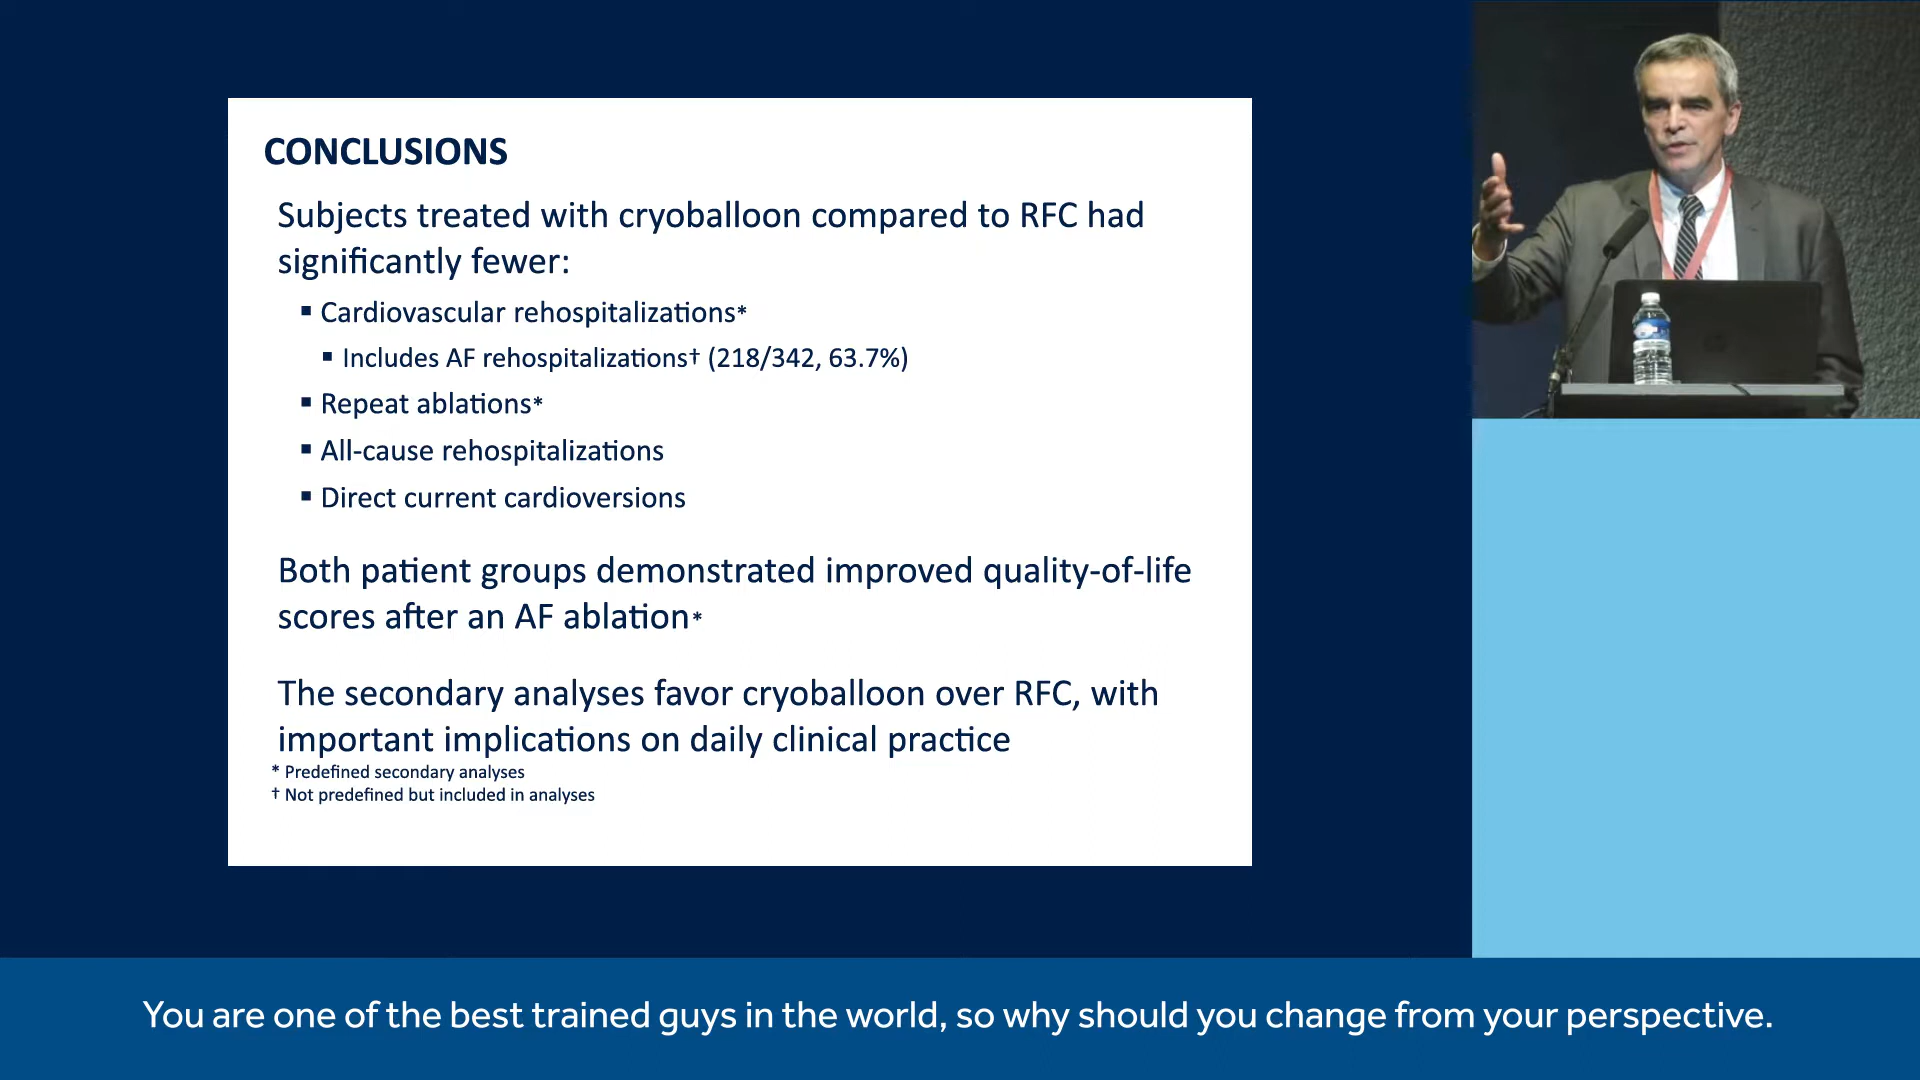 CONCLUSIONS
Subjects treated with cryoballoon compared to RFC had
significantly fewer:
▪ Cardiovascular rehospitalizations*
▪ Includes AF rehospitalizations† (218/342, 63.7%)
▪ Repeat ablations*
▪ All-cause rehospitalizations
▪ Direct current cardioversions
Both patient groups demonstrated improved quality-of-life
scores after an AF ablation*
The secondary analyses favor cryoballoon over RFC, with
important implications on daily clinical practice
* Predefined secondary analyses
† Not predefined but included in analyses
You are one of the best trained guys in the world, so why should you change from your perspective.